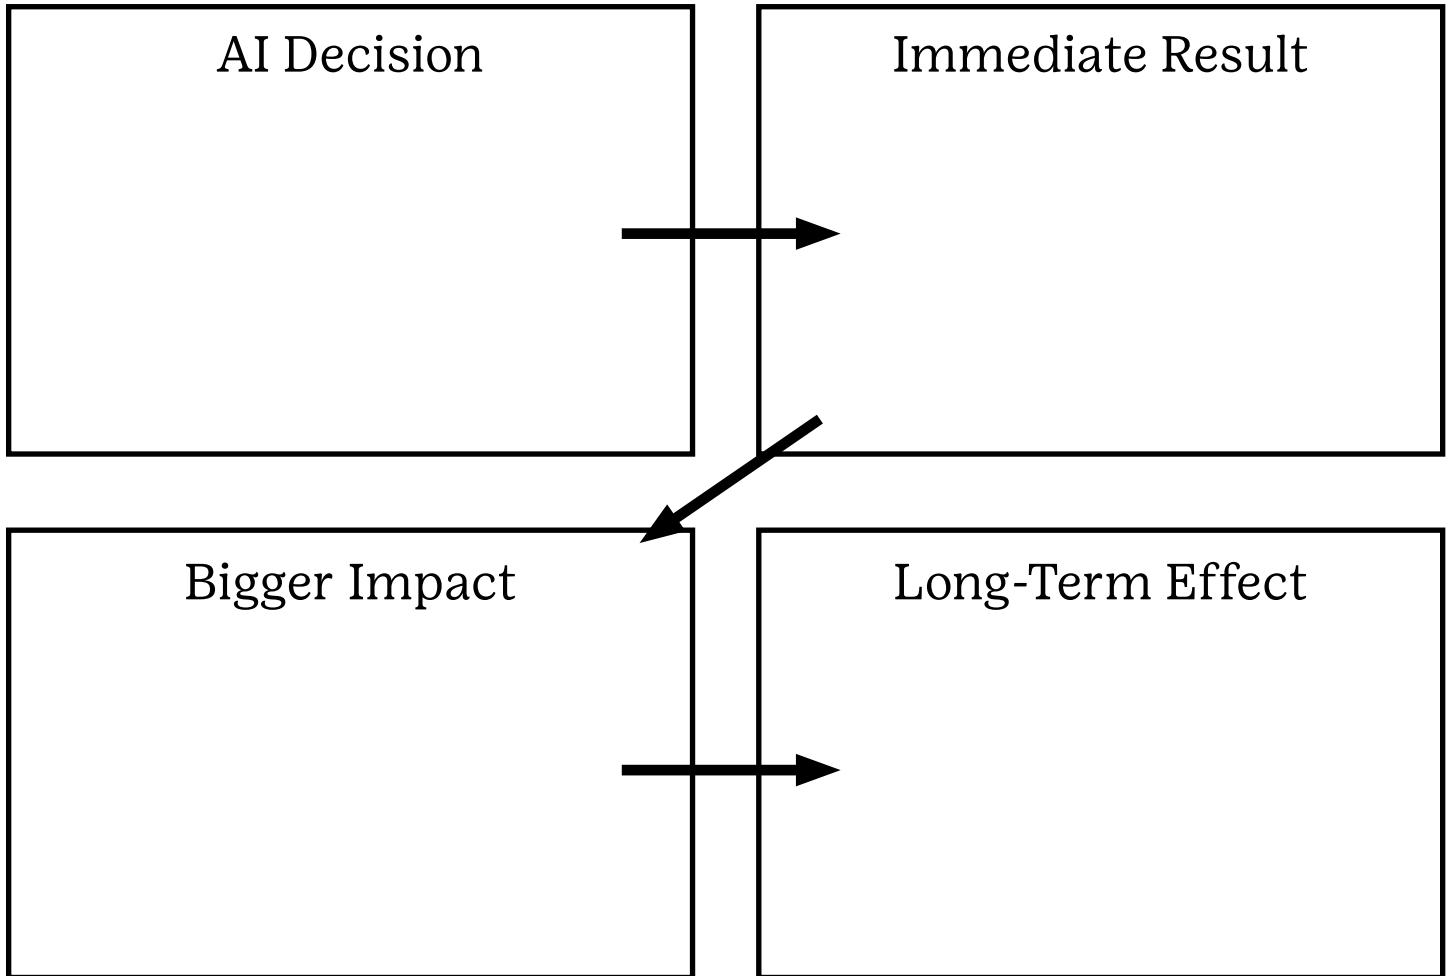 AI Decision
Immediate Result
Bigger Impact
Long-Term Effect